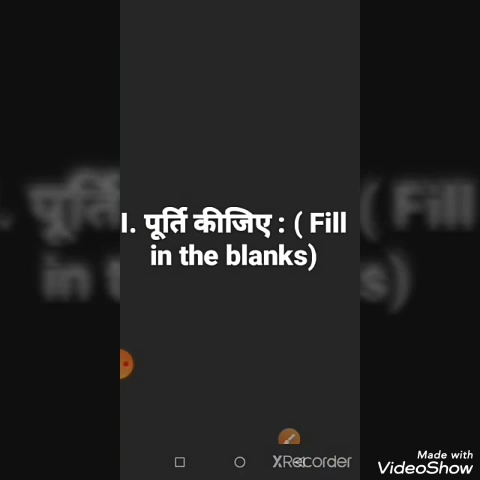 I. पूर्ति कीजिए : ( Fill
in the blanks)
XRecorder
Made with
VideoShow